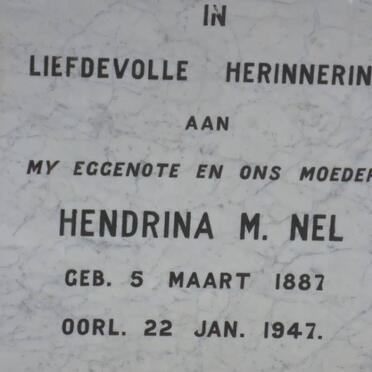 IN
LIEFDEVOLLE HERINNERIN
AAN
MY EGGENOTE EN ONS MOEDER
HENDRINA M. NEL
GEB. 5 MAART 1887
OORL. 22 JAN. 1947.